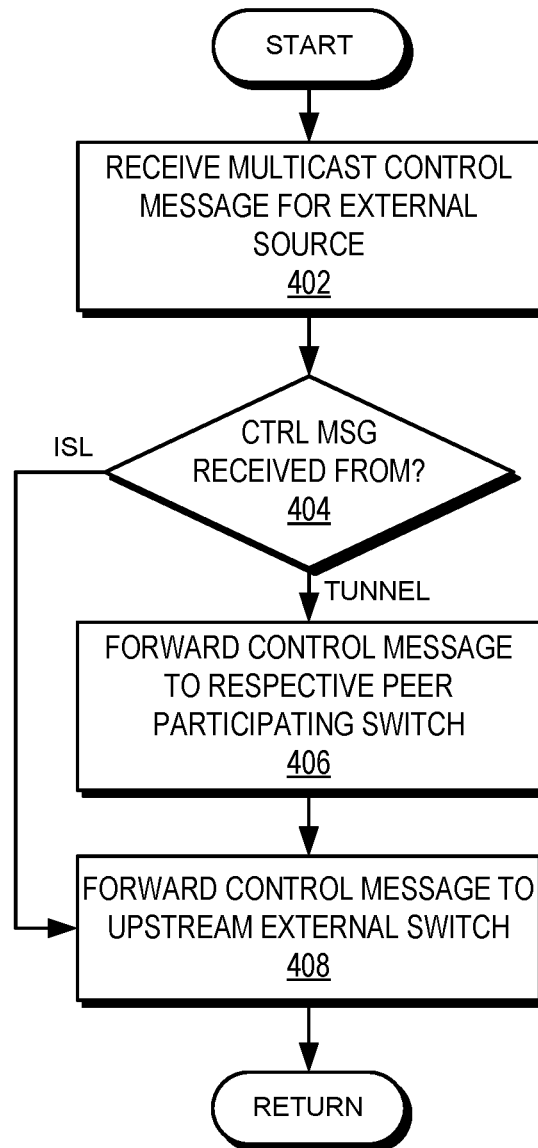 START
RECEIVE MULTICAST CONTROL
MESSAGE FOR EXTERNAL
SOURCE
402
CTRL MSG
RECEIVED FROM?
404
ISL
TUNNEL
FORWARD CONTROL MESSAGE
TO RESPECTIVE PEER
PARTICIPATING SWITCH
406
FORWARD CONTROL MESSAGE TO
UPSTREAM EXTERNAL SWITCH
408
RETURN